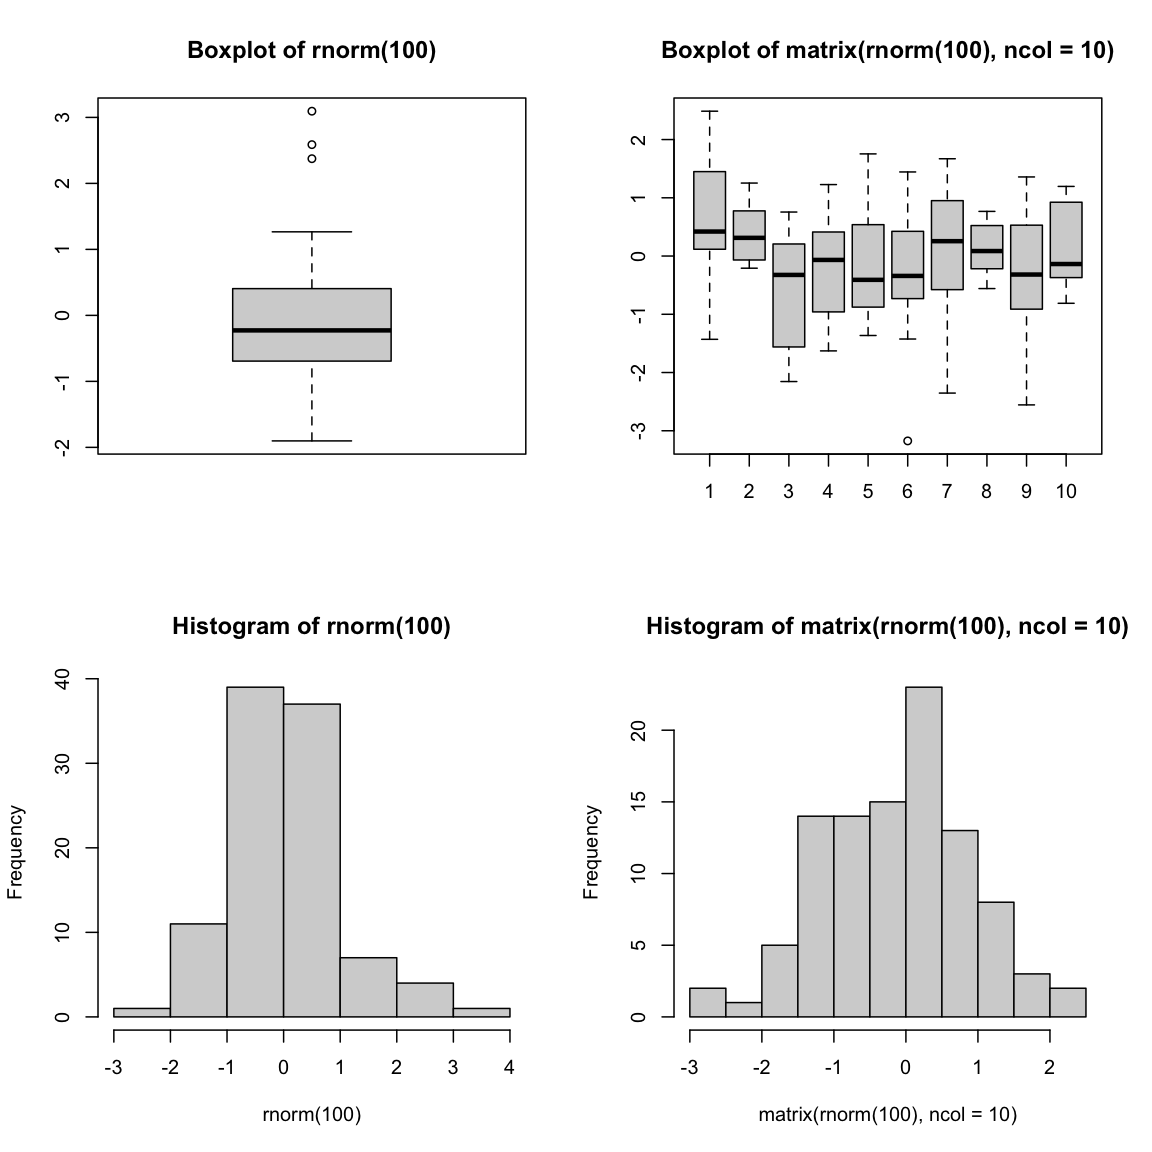 Boxplot of rnorm(100)
3
2
1
0
-1
-2
Boxplot of matrix(rnorm(100), ncol = 10)
2
1
0
-1
-2
-3
1 2 3 4 5 6 7 8 9 10
Histogram of rnorm(100)
Frequency
40
30
20
10
0
-3 -2 -1 0 1 2 3 4
rnorm(100)
Histogram of matrix(rnorm(100), ncol = 10)
Frequency
20
15
10
5
0
-3 -2 -1 0 1 2
matrix(rnorm(100), ncol = 10)